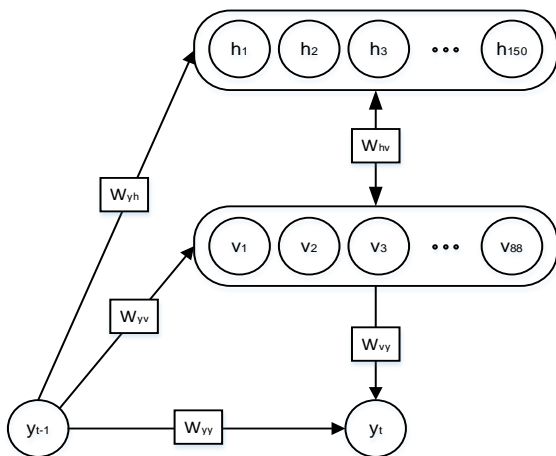 h1 h2 h3 ∘∘∘ h150
Whv
Wyh
v1 v2 v3 ∘∘∘ v88
Wyv
Wvy
yt-1 Wyy yt